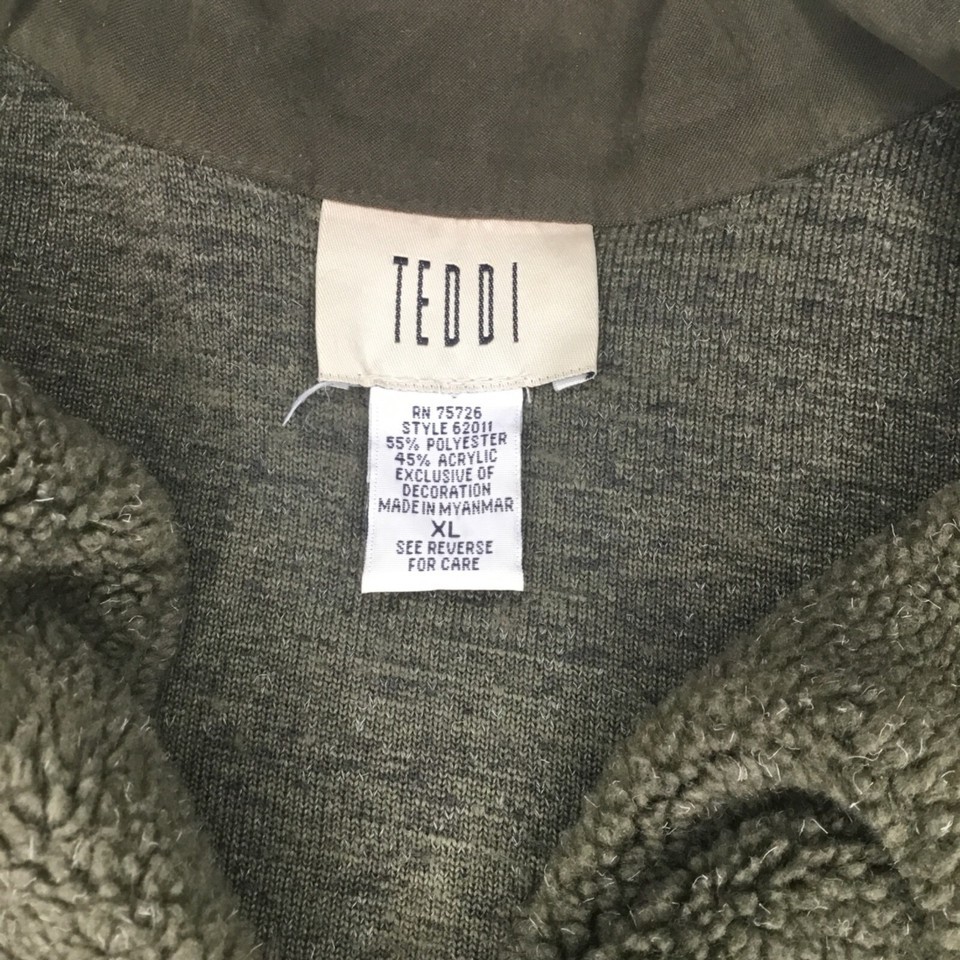 TEDDI
RN 75726
STYLE 62011
55% POLYESTER
45% ACRYLIC
EXCLUSIVE OF
DECORATION
MADE IN MYANMAR
XL
SEE REVERSE
FOR CARE